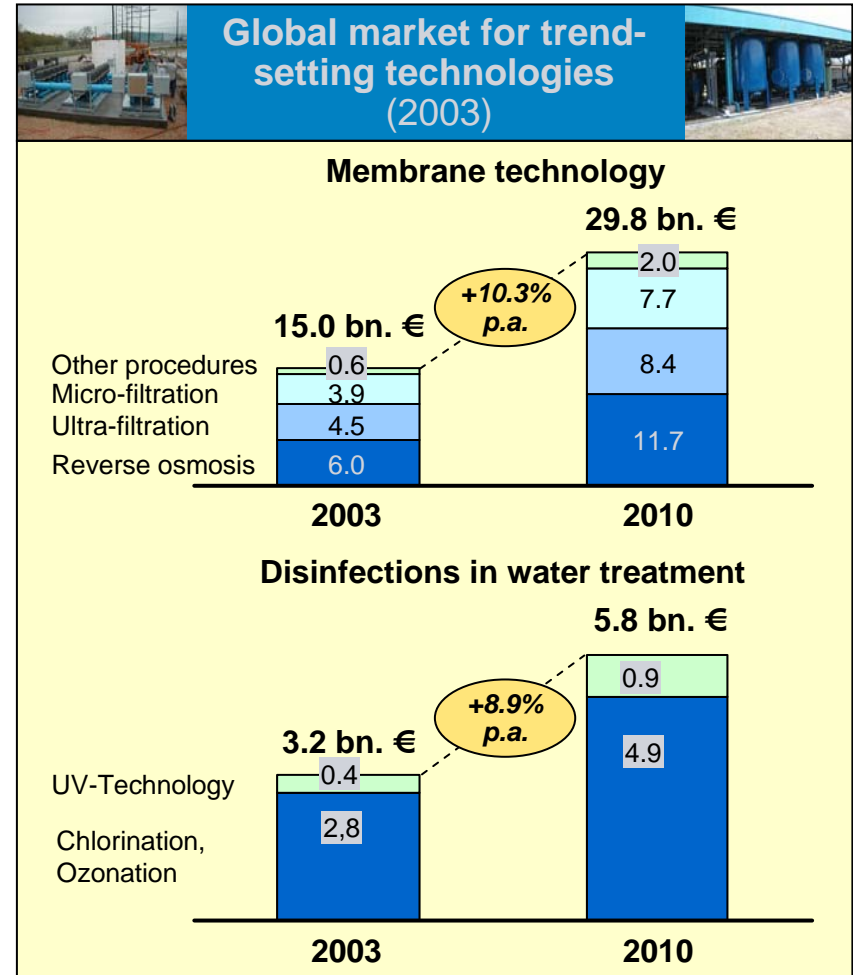 Global market for trend-
setting technologies
(2003)
Membrane technology
29.8 bn. €
2.0
+10.3%
p.a.
7.7
15.0 bn. €
Other procedures 0.6
8.4
Micro-filtration 3.9
Ultra-filtration 4.5
11.7
Reverse osmosis 6.0
2003 2010
Disinfections in water treatment
5.8 bn. €
0.9
+8.9%
p.a.
3.2 bn. €
4.9
UV-Technology 0.4
2,8
Chlorination,
Ozonation
2003 2010